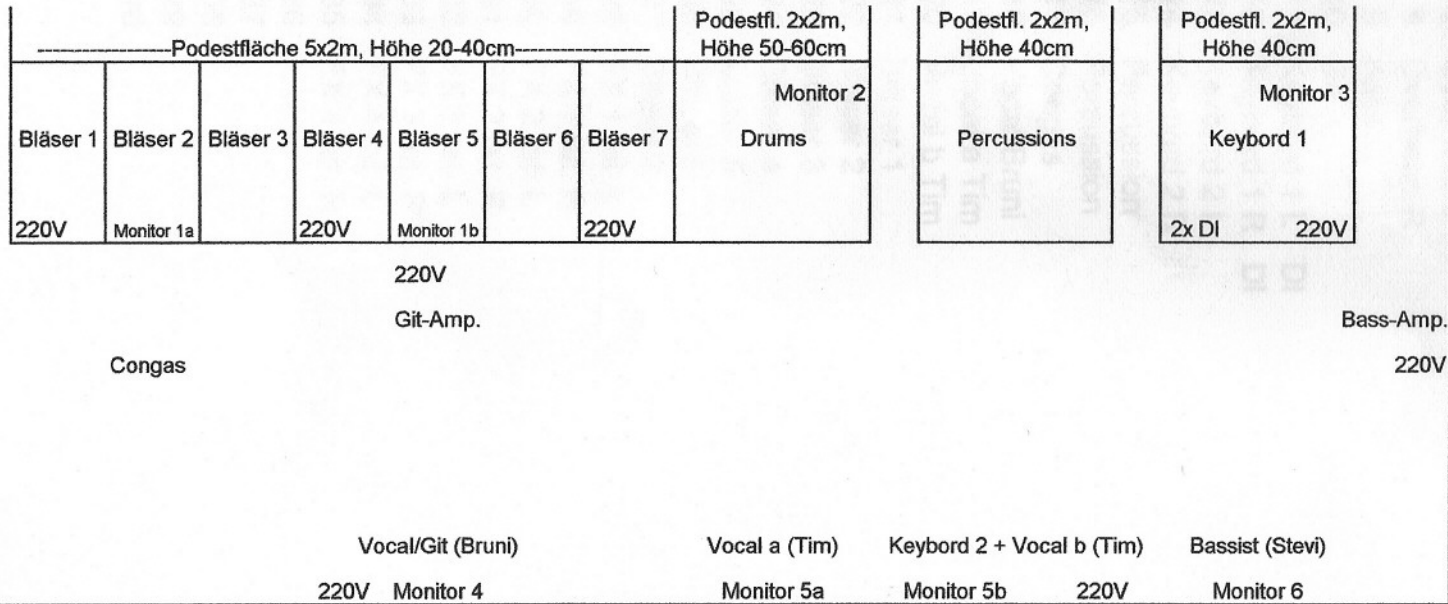 Podestfl. 2x2m, Podestfl. 2x2m, Podestfl. 2x2m,
-------------------Podestfläche 5x2m, Höhe 20-40cm------------------- Höhe 50-60cm Höhe 40cm Höhe 40cm
Monitor 2 Monitor 3
Bläser 1 Bläser 2 Bläser 3 Bläser 4 Bläser 5 Bläser 6 Bläser 7 Drums Percussions Keybord 1
220V Monitor 1a 220V Monitor 1b 220V 2x DI 220V
220V
Git-Amp. Bass-Amp.
Congas 220V
Vocal/Git (Bruni) Vocal a (Tim) Keybord 2 + Vocal b (Tim) Bassist (Stevi)
220V Monitor 4 Monitor 5a Monitor 5b 220V Monitor 6